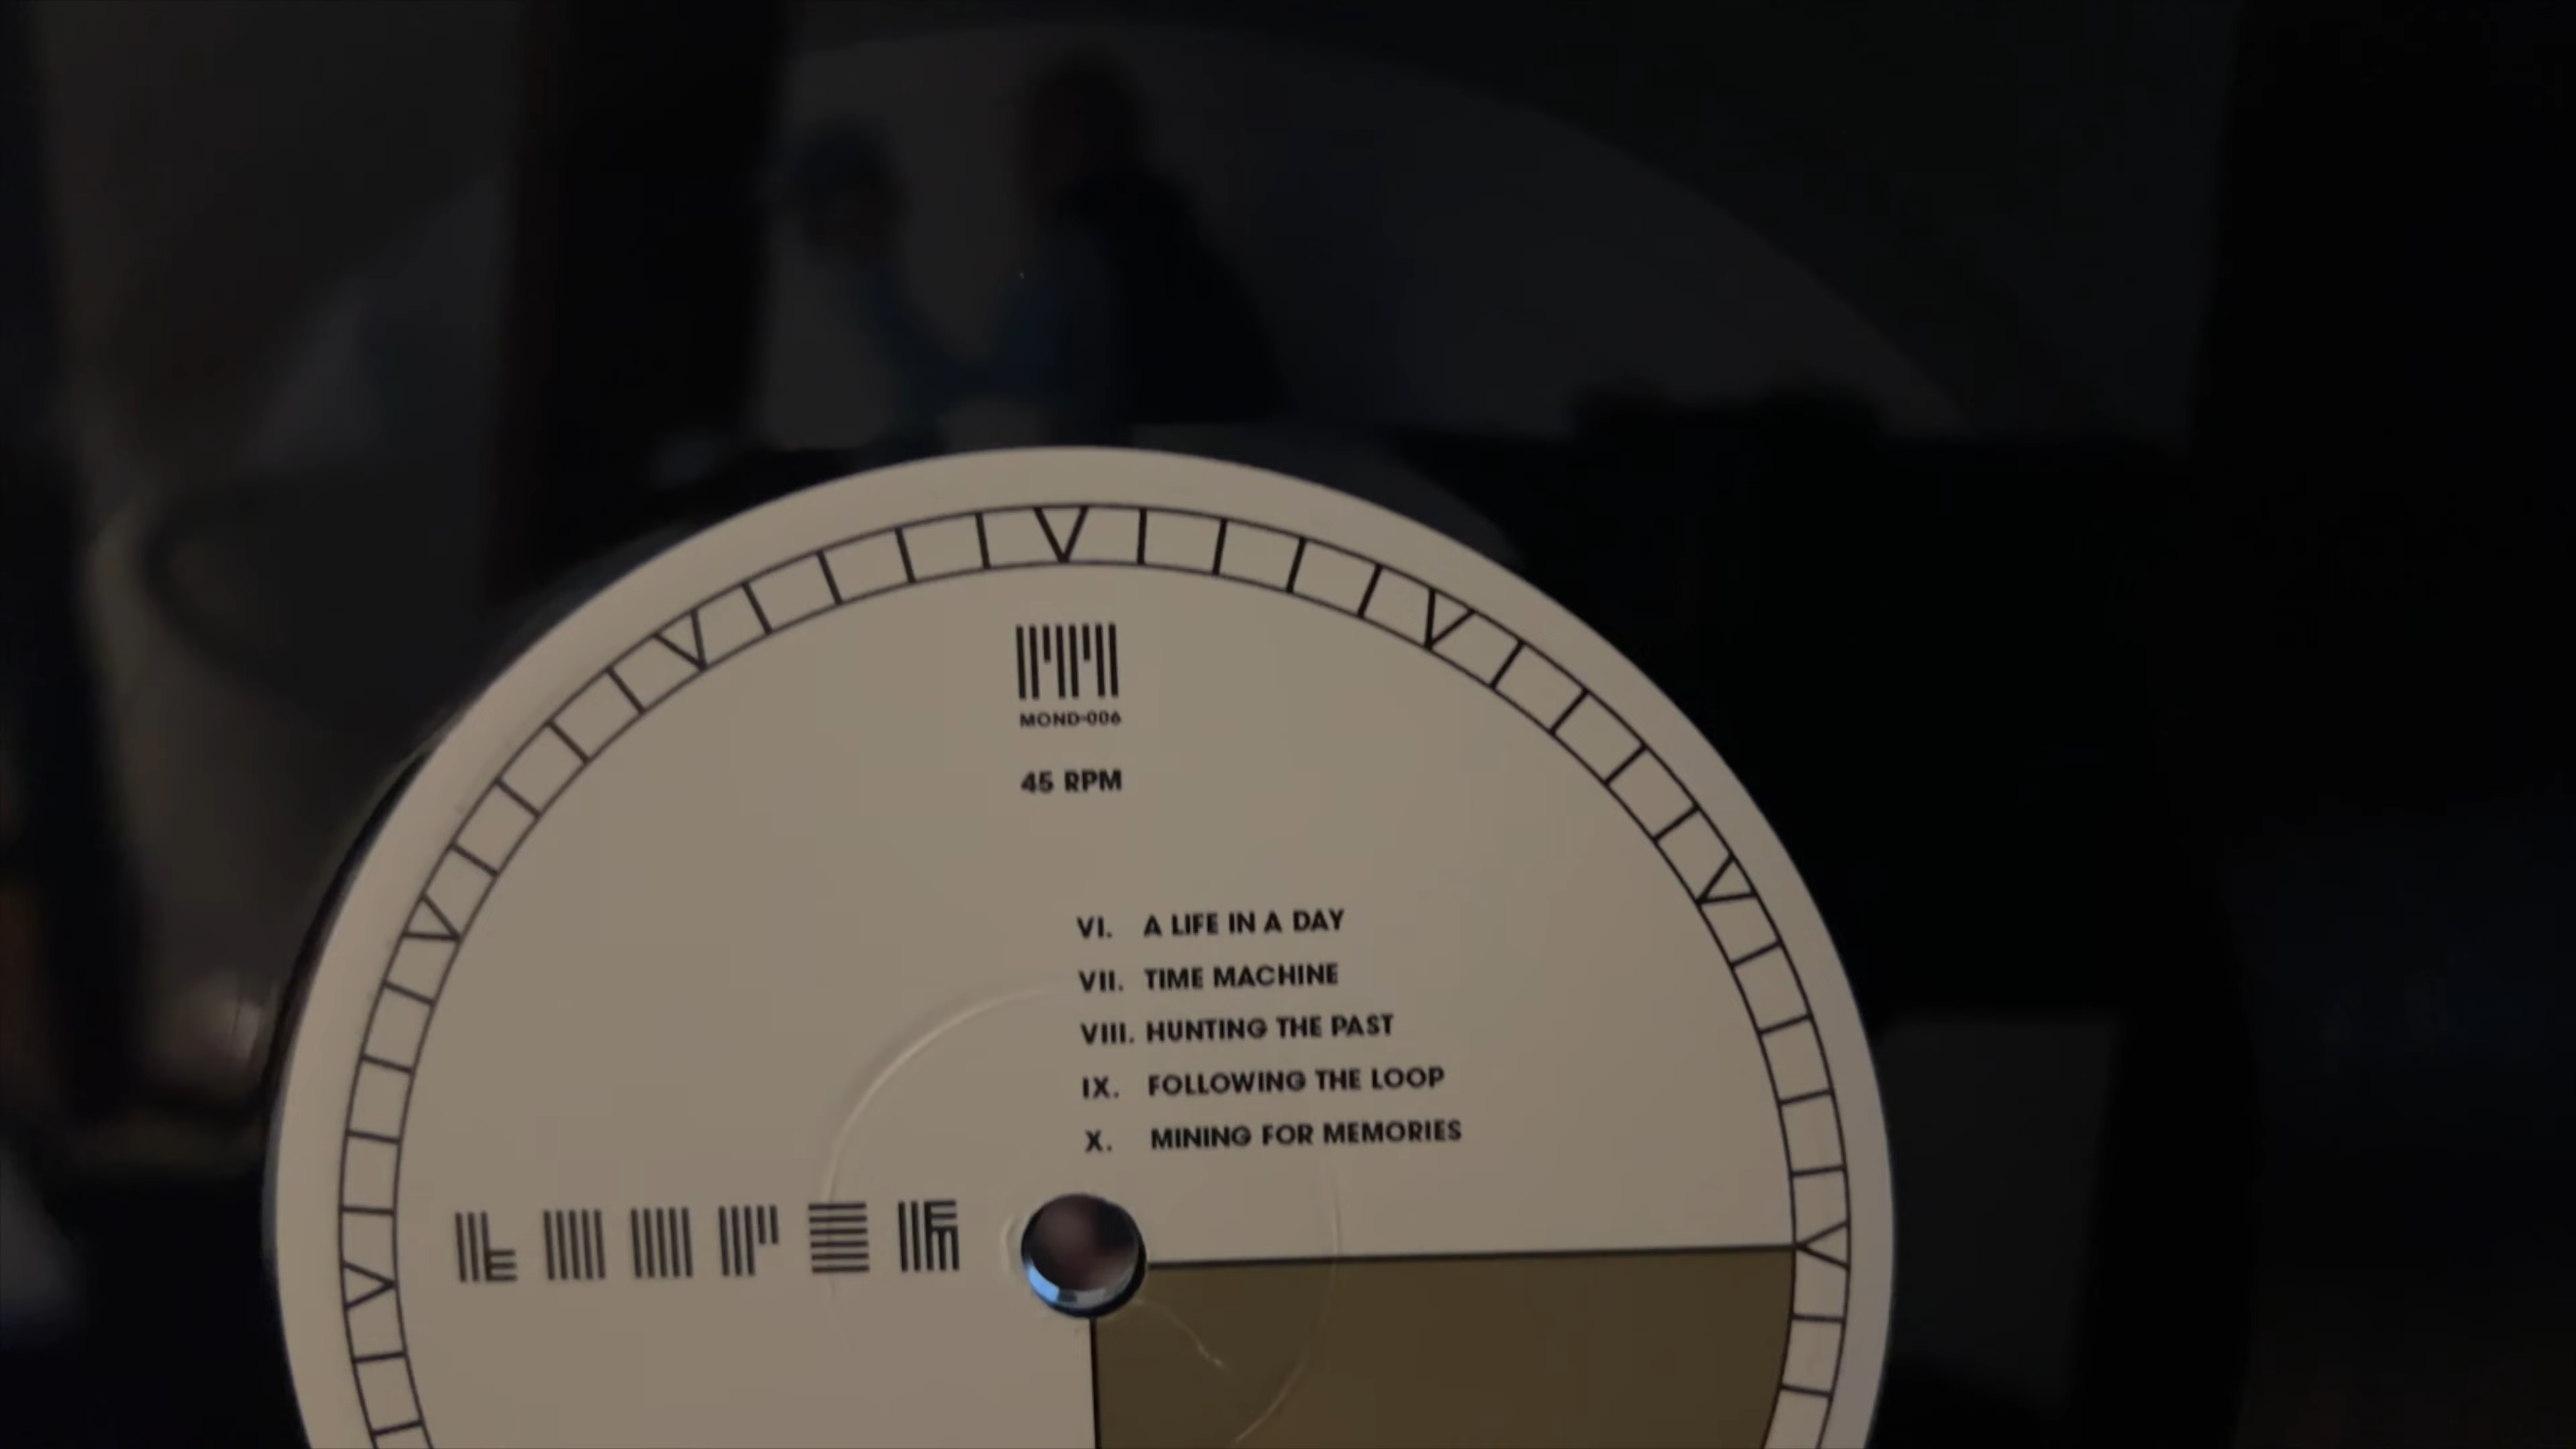 MOND-006
45 RPM
VI. A LIFE IN A DAY
VII. TIME MACHINE
VIII. HUNTING THE PAST
IX. FOLLOWING THE LOOP
X. MINING FOR MEMORIES
LOOPER